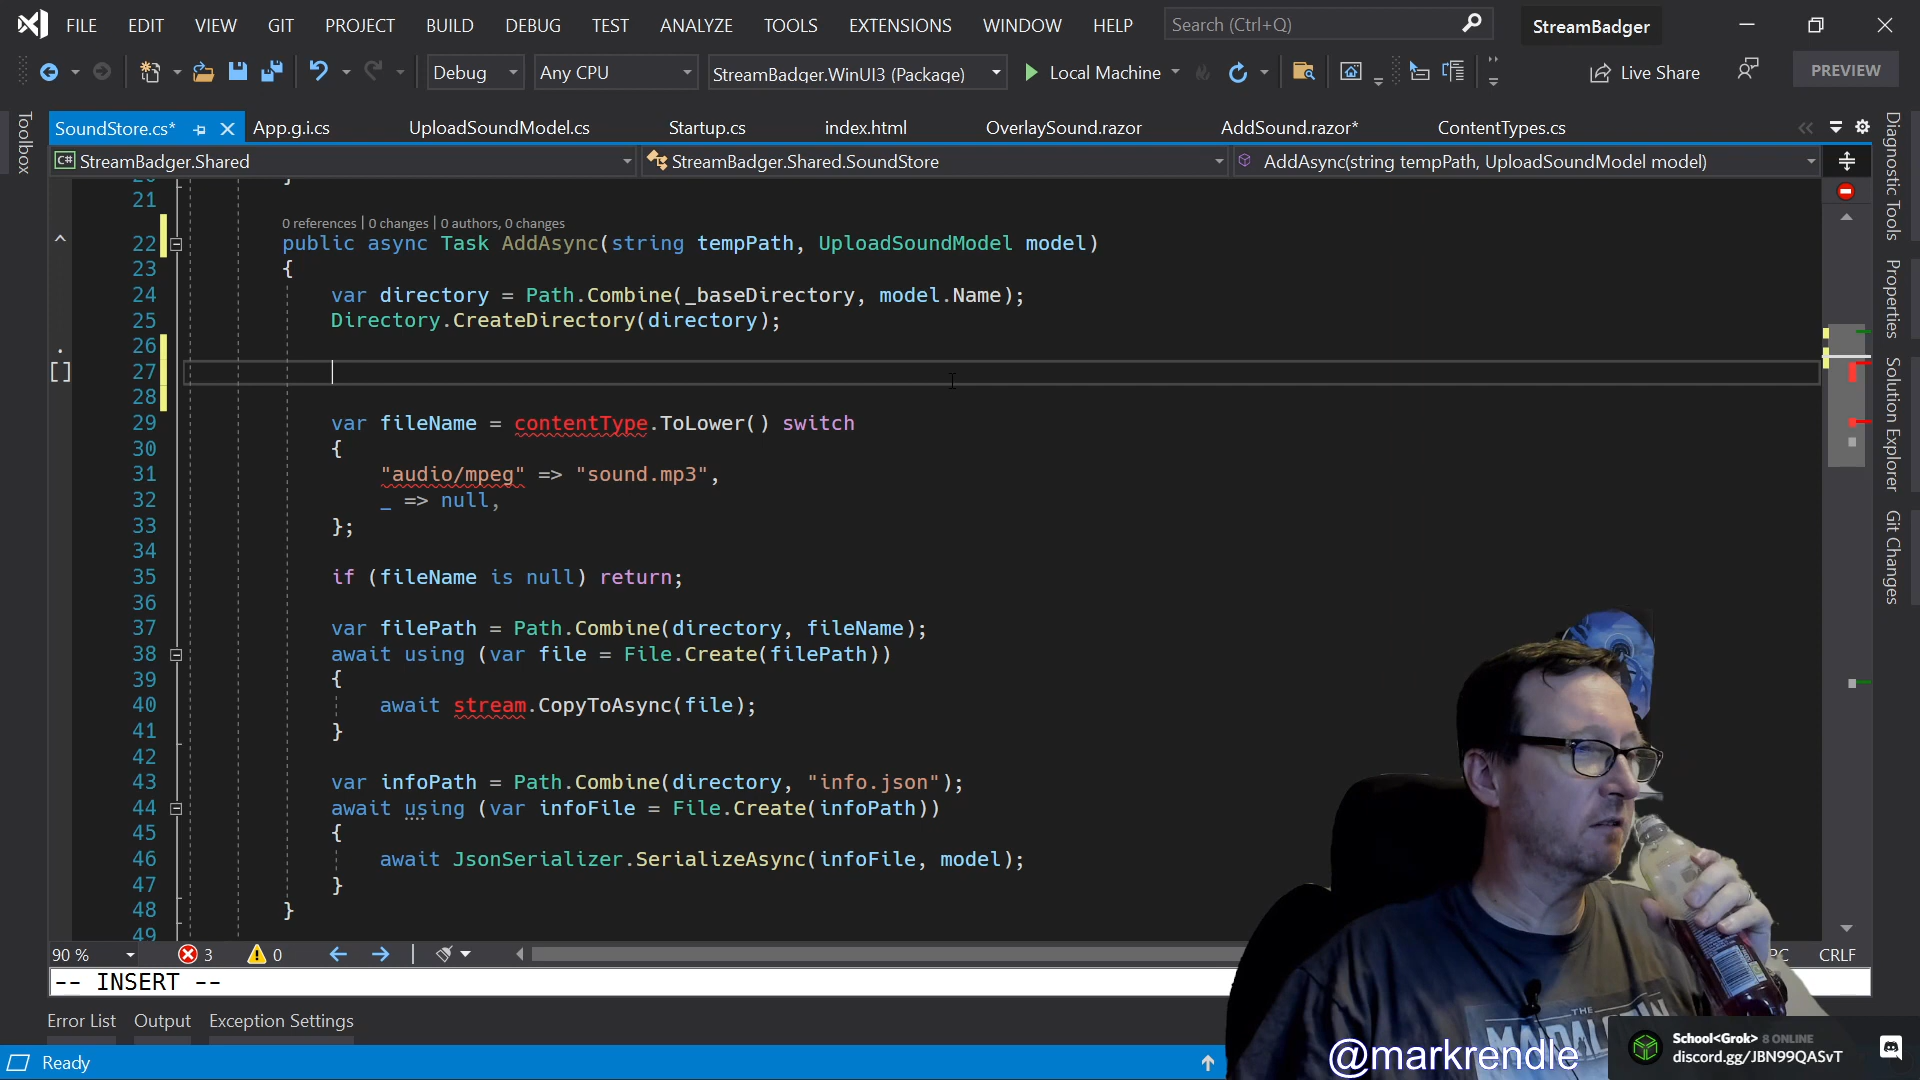 FILE EDIT VIEW GIT PROJECT BUILD DEBUG TEST ANALYZE TOOLS EXTENSIONS WINDOW HELP Search (Ctrl+Q) StreamBadger
Debug Any CPU StreamBadger.WinUI3 (Package) Local Machine Live Share PREVIEW
SoundStore.cs* App.g.i.cs UploadSoundModel.cs Startup.cs index.html OverlaySound.razor AddSound.razor* ContentTypes.cs
StreamBadger.Shared StreamBadger.Shared.SoundStore AddAsync(string tempPath, UploadSoundModel model)
Toolbox
Diagnostic Tools
Properties
Solution Explorer
Git Changes
21
0 references | 0 changes | 0 authors, 0 changes
22 public async Task AddAsync(string tempPath, UploadSoundModel model)
23 {
24 var directory = Path.Combine(_baseDirectory, model.Name);
25 Directory.CreateDirectory(directory);
26
27
28
29 var fileName = contentType.ToLower() switch
30 {
31 "audio/mpeg" => "sound.mp3",
32 _ => null,
33 };
34
35 if (fileName is null) return;
36
37 var filePath = Path.Combine(directory, fileName);
38 await using (var file = File.Create(filePath))
39 {
40 await stream.CopyToAsync(file);
41 }
42
43 var infoPath = Path.Combine(directory, "info.json");
44 await using (var infoFile = File.Create(infoPath))
45 {
46 await JsonSerializer.SerializeAsync(infoFile, model);
47 }
48 }
49
90 % 3 0 CRLF
-- INSERT --
Error List Output Exception Settings
Ready
THE
@markrendle
School<Grok> 8 ONLINE
discord.gg/JBN99QASvT